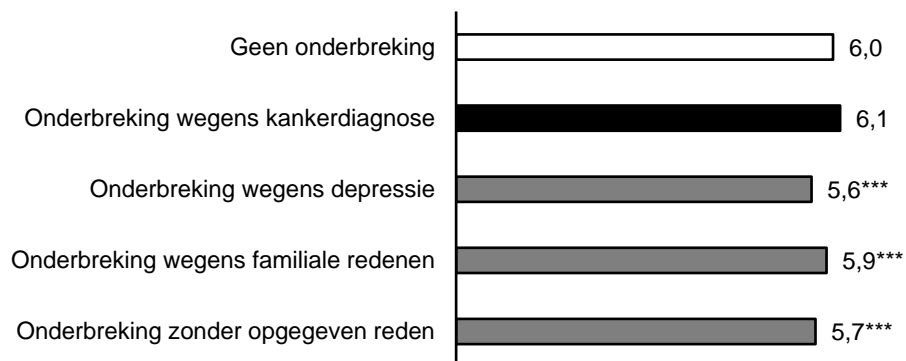 Geen onderbreking 6,0
Onderbreking wegens kankerdiagnose 6,1
Onderbreking wegens depressie 5,6***
Onderbreking wegens familiale redenen 5,9***
Onderbreking zonder opgegeven reden 5,7***